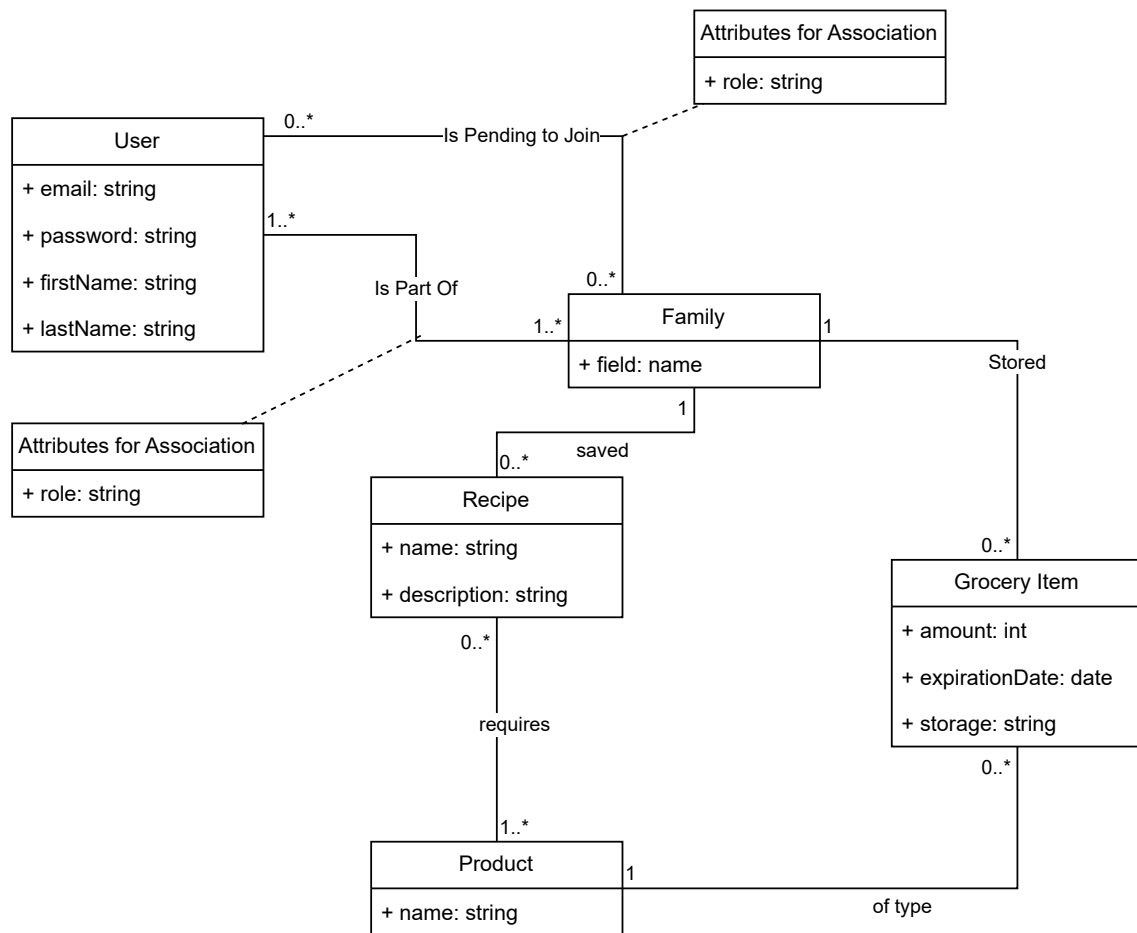 Attributes for Association
+ role: string
0..*
Is Pending to Join
User
+ email: string
+ password: string
+ firstName: string
+ lastName: string
1..*
Is Part Of
0..*
1..*
Family
+ field: name
1
Stored
1
saved
0..*
Attributes for Association
+ role: string
Recipe
+ name: string
+ description: string
0..*
0..*
Grocery Item
+ amount: int
+ expirationDate: date
+ storage: string
0..*
requires
1..*
Product
+ name: string
1
of type